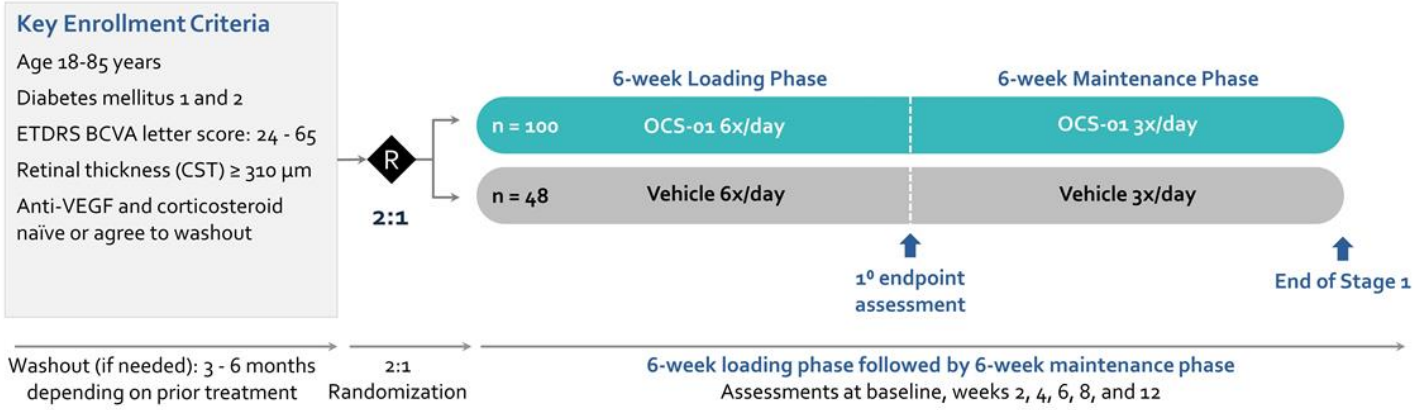 Key Enrollment Criteria
Age 18-85 years
Diabetes mellitus 1 and 2
ETDRS BCVA letter score: 24 - 65
Retinal thickness (CST) ≥ 310 µm
Anti-VEGF and corticosteroid
naïve or agree to washout
R
2:1
6-week Loading Phase
6-week Maintenance Phase
n = 100
OCS-01 6x/day
OCS-01 3x/day
n = 48
Vehicle 6x/day
Vehicle 3x/day
1º endpoint
assessment
End of Stage 1
Washout (if needed): 3 - 6 months
depending on prior treatment
2:1
Randomization
6-week loading phase followed by 6-week maintenance phase
Assessments at baseline, weeks 2, 4, 6, 8, and 12